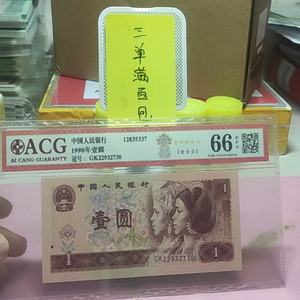 三单满百包
ACG
AI CANG GUARANTY
中国人民银行
1990年壹圆
冠号：GK22932730
12835337
(☆☆☆)
66
中国人民银行
壹圆
1
1
GK22932730